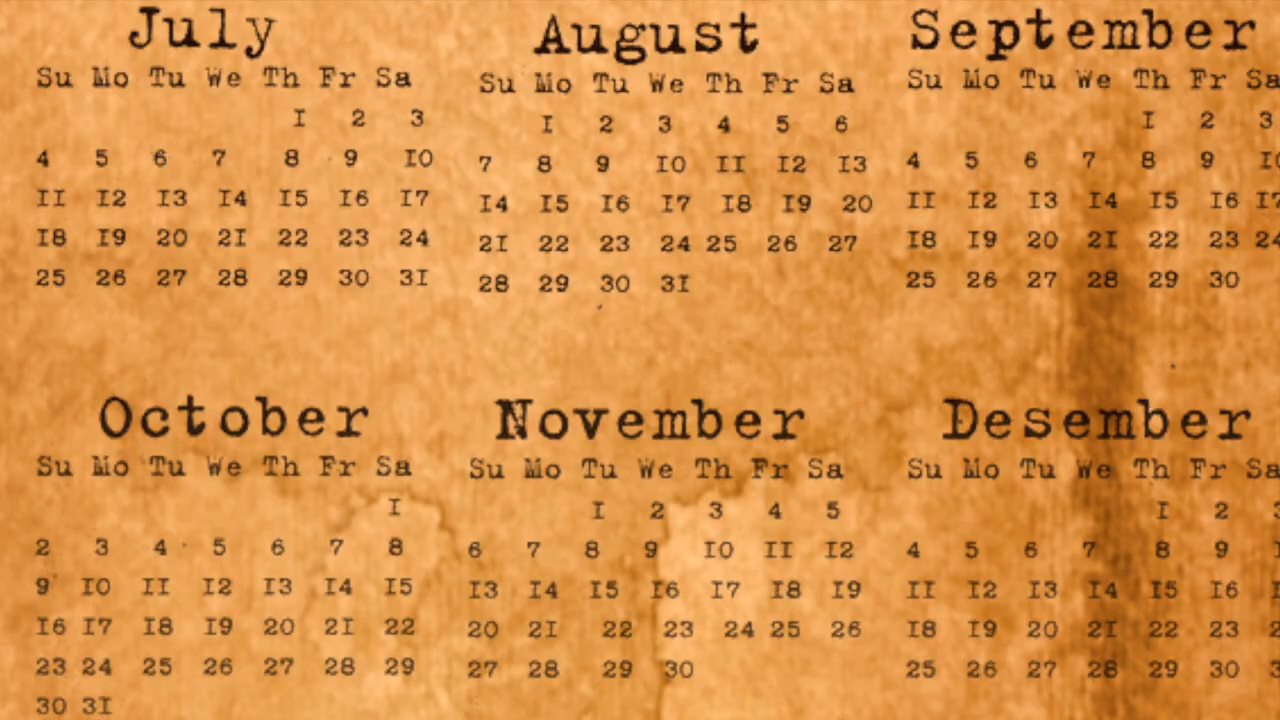 July
Su Mo Tu We Th Fr Sa
1 2 3
4 5 6 7 8 9 10
11 12 13 14 15 16 17
18 19 20 21 22 23 24
25 26 27 28 29 30 31
August
Su Mo Tu We Th Fr Sa
1 2 3 4 5 6
7 8 9 10 11 12 13
14 15 16 17 18 19 20
21 22 23 24 25 26 27
28 29 30 31
September
Su Mo Tu We Th Fr Sa
1 2 3
4 5 6 7 8 9 10
11 12 13 14 15 16 17
18 19 20 21 22 23 24
25 26 27 28 29 30
October
Su Mo Tu We Th Fr Sa
1
2 3 4 5 6 7 8
9 10 11 12 13 14 15
16 17 18 19 20 21 22
23 24 25 26 27 28 29
30 31
November
Su Mo Tu We Th Fr Sa
1 2 3 4 5
6 7 8 9 10 11 12
13 14 15 16 17 18 19
20 21 22 23 24 25 26
27 28 29 30
Desember
Su Mo Tu We Th Fr Sa
1 2
4 5 6 7 8 9
11 12 13 14 15 16
18 19 20 21 22 23
25 26 27 28 29 30